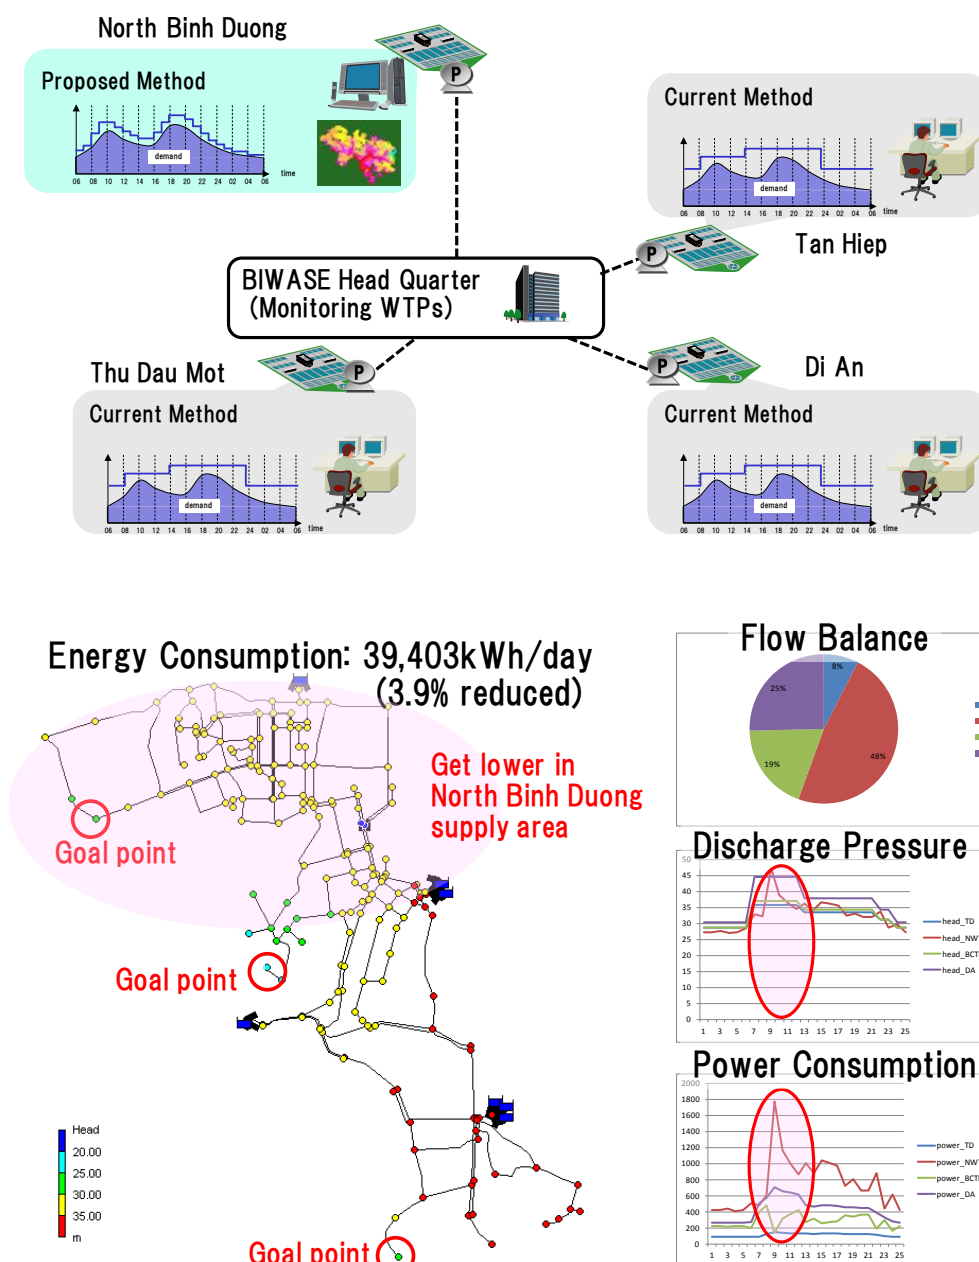 North Binh Duong
Proposed Method
demand
time
06 08 10 12 14 16 18 20 22 24 02 04 06
P
Current Method
demand
time
06 08 10 12 14 16 18 20 24 02 04 06
P
Tan Hiep
BIWASE Head Quarter
(Monitoring WTPs)
Thu Dau Mot
P
Current Method
demand
time
06 08 10 12 14 16 18 20 22 24 02 04 06
P
Di An
Current Method
demand
time
06 08 10 12 14 16 18 20 22 24 02 04 06
Energy Consumption: 39,403kWh/day
(3.9% reduced)
Get lower in
North Binh Duong
supply area
Goal point
Goal point
Goal point
Head
20.00
25.00
30.00
35.00
m
Flow Balance
8%
48%
19%
25%
Discharge Pressure
50
45
40
35
30
25
20
15
10
5
0
1 3 5 7 9 11 13 15 17 19 21 23 25
head_TD
head_NWT
head_BCT
head_DA
Power Consumption
2000
1800
1600
1400
1200
1000
800
600
400
200
0
1 3 5 7 9 11 13 15 17 19 21 23 25
power_TD
power_NWT
power_BCT
power_DA